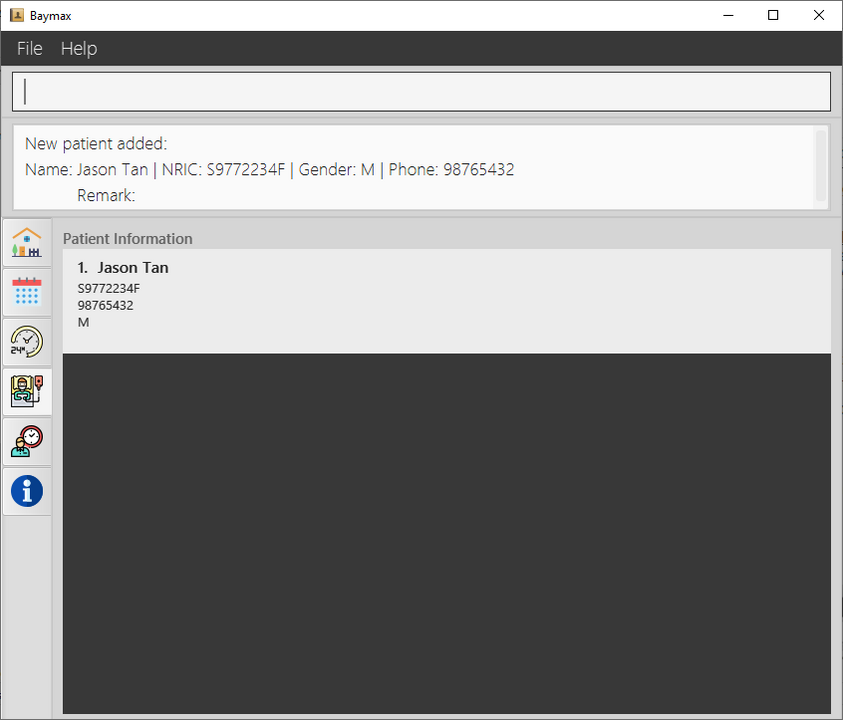 Baymax
File Help
New patient added:
Name: Jason Tan | NRIC: S9772234F | Gender: M | Phone: 98765432
Remark:
Patient Information
1. Jason Tan
S9772234F
98765432
M
24H